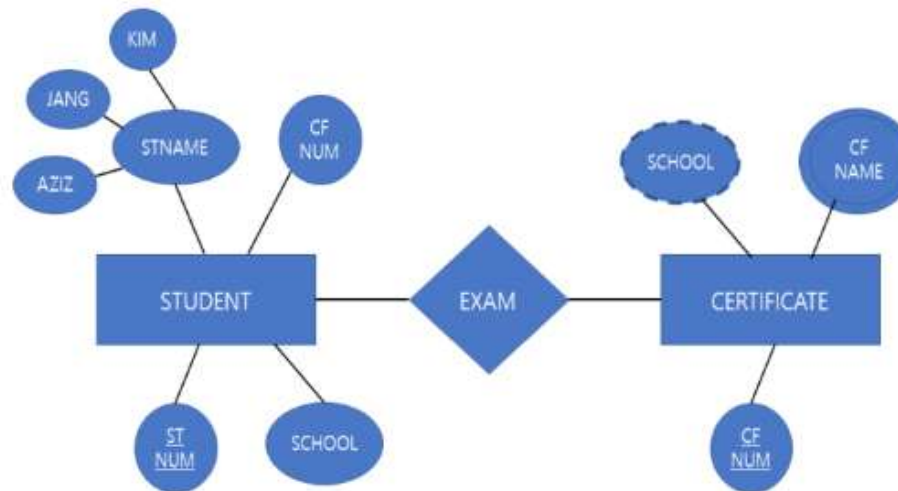 KIM
JANG
STNAME
AZIZ
CF
NUM
SCHOOL
CF
NAME
STUDENT
EXAM
CERTIFICATE
ST
NUM
SCHOOL
CF
NUM